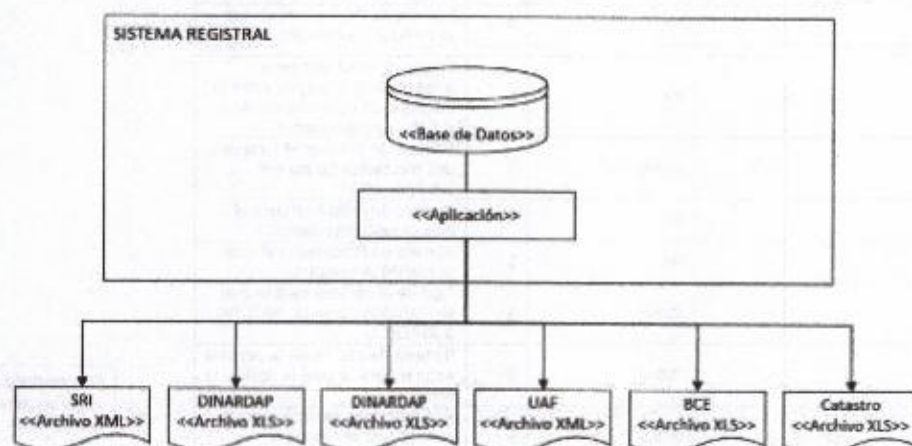 SISTEMA REGISTRAL
<<Base de Datos>>
<<Aplicación>>
SRI
<<Archivo XML>>
DINARDAP
<<Archivo XLS>>
DINARDAP
<<Archivo XLS>>
UAF
<<Archivo XML>>
BCE
<<Archivo XLS>>
Catastro
<<Archivo XLS>>